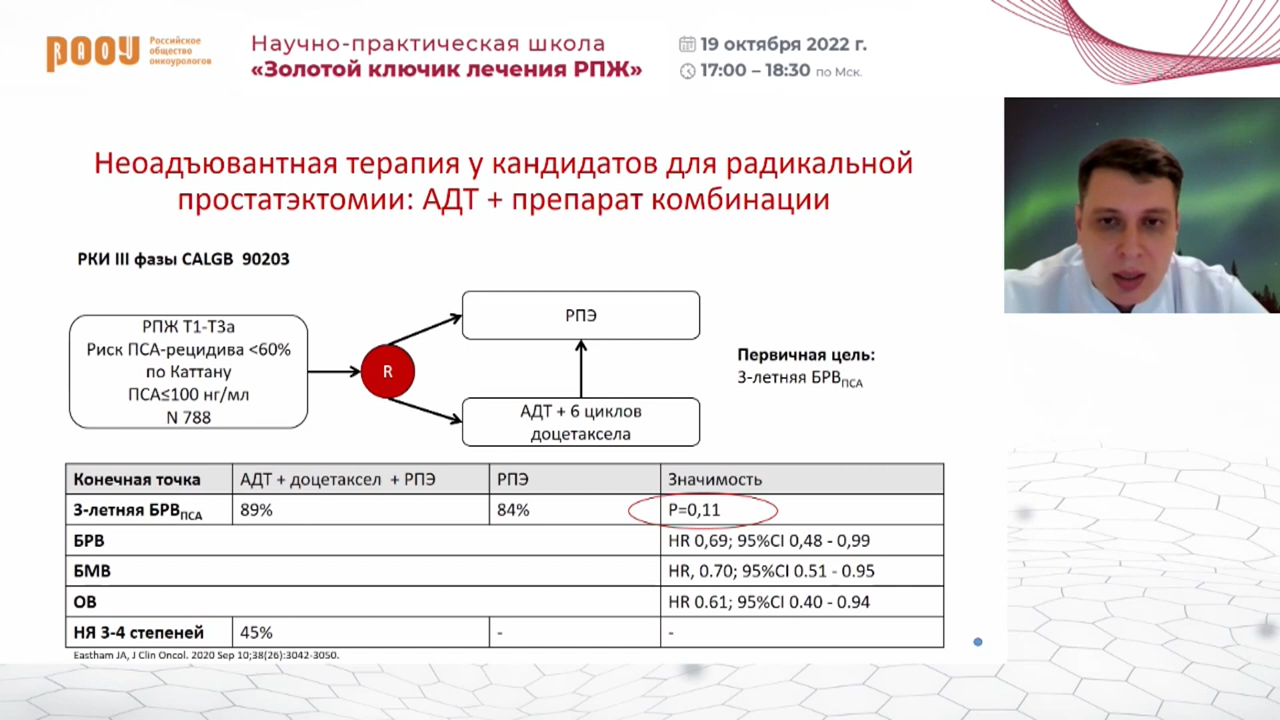 РАОУ
Российское
общество
онкоурологов
Научно-практическая школа
«Золотой ключик лечения РПЖ»
19 октября 2022 г.
17:00 – 18:30 по Мск.
Неоадъювантная терапия у кандидатов для радикальной
простатэктомии: АДТ + препарат комбинации
РКИ III фазы CALGB 90203
РПЖ T1-T3a
Риск ПСА-рецидива <60%
по Каттану
ПСА≤100 нг/мл
N 788
R
РПЭ
АДТ + 6 циклов
доцетаксела
Первичная цель:
3-летняя БРВПСА
Конечная точка АДТ + доцетаксел + РПЭ РПЭ Значимость
3-летняя БРВПСА 89% 84% P=0,11
БРВ HR 0,69; 95%CI 0,48 - 0,99
БМВ HR, 0.70; 95%CI 0.51 - 0.95
ОВ HR 0.61; 95%CI 0.40 - 0.94
НЯ 3-4 степеней 45% - -
Eastham JA, J Clin Oncol. 2020 Sep 10;38(26):3042-3050.